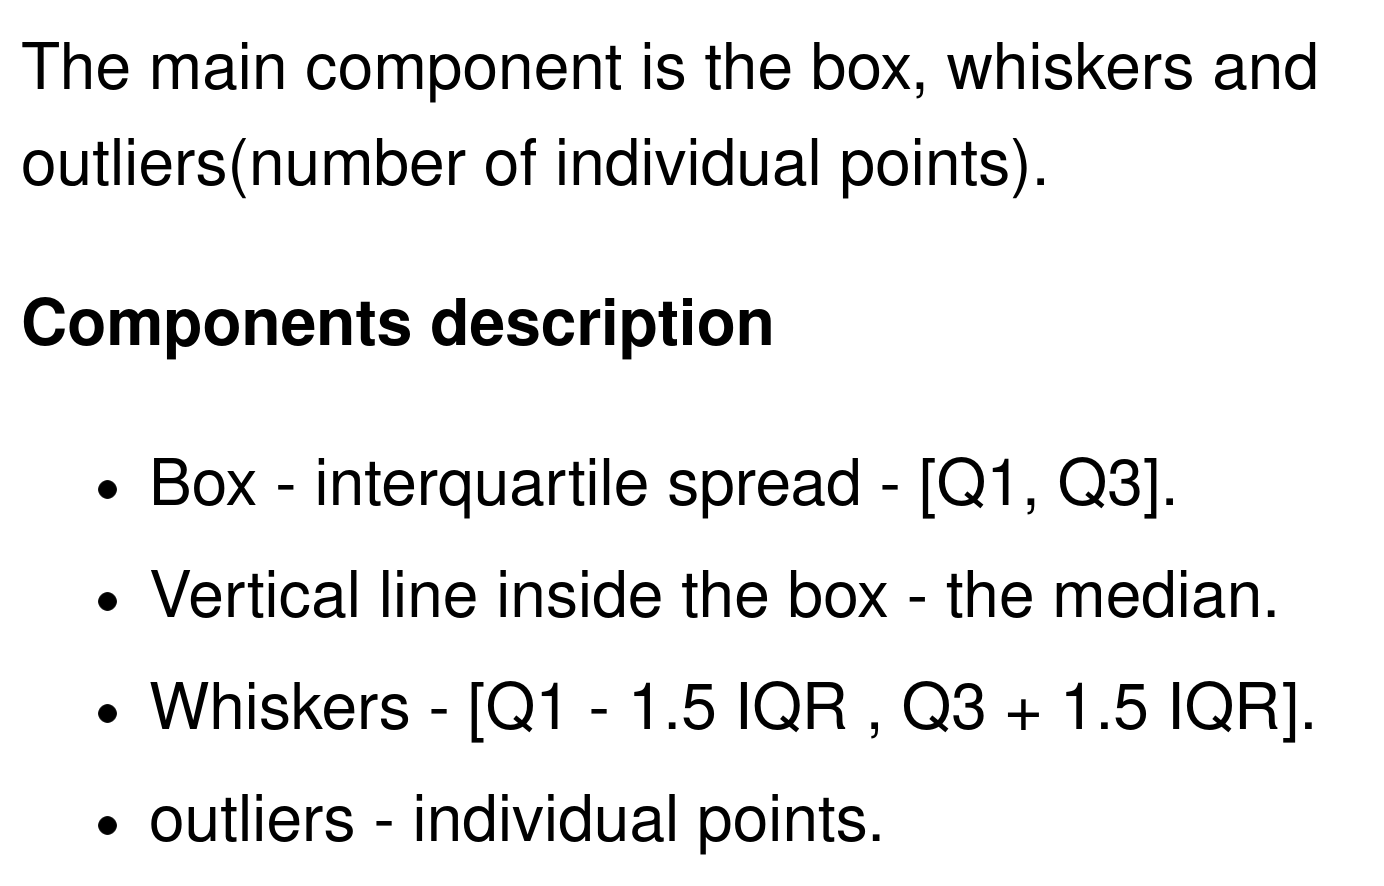 The main component is the box, whiskers and
outliers(number of individual points).
Components description
• Box - interquartile spread - [Q1, Q3].
• Vertical line inside the box - the median.
• Whiskers - [Q1 - 1.5 IQR , Q3 + 1.5 IQR].
• outliers - individual points.